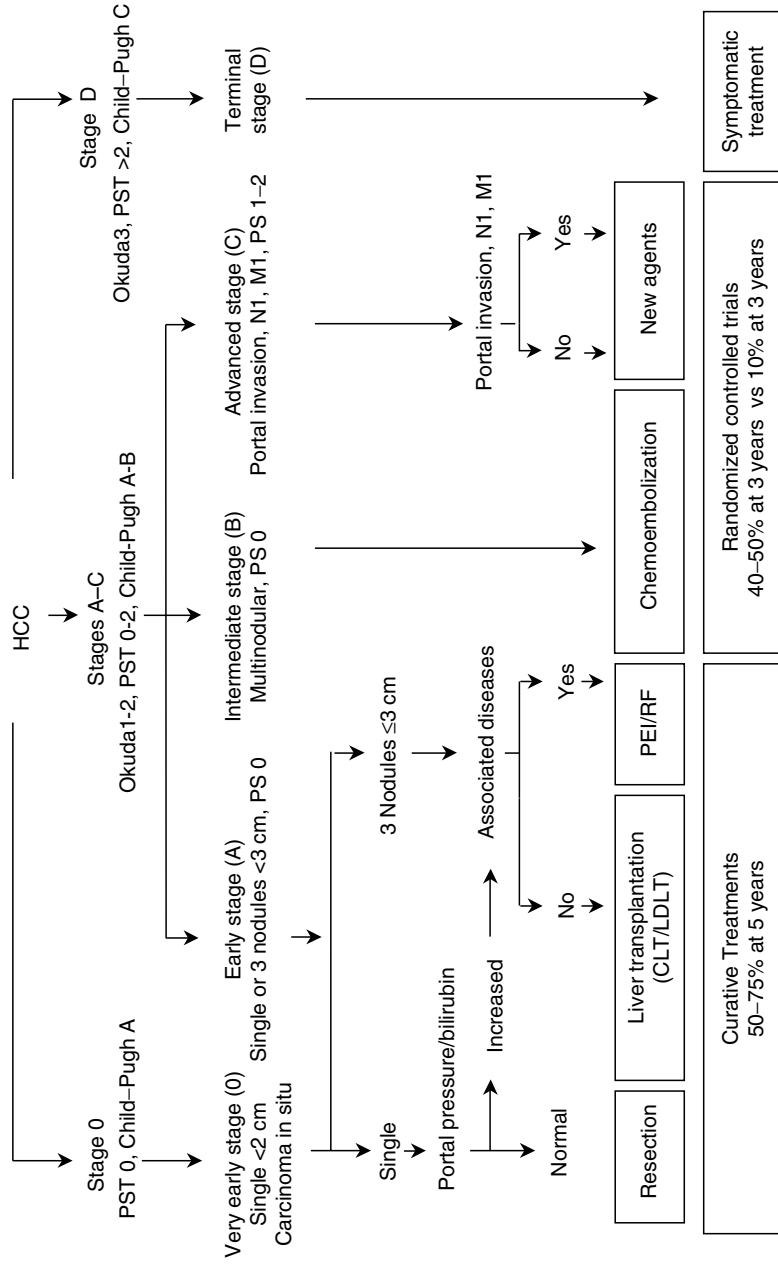 HCC
Stage 0
PST 0, Child–Pugh A
Stages A–C
Okuda1-2, PST 0-2, Child-Pugh A-B
Stage D
Okuda3, PST >2, Child–Pugh C
Very early stage (0)
Single <2 cm
Carcinoma in situ
Early stage (A)
Single or 3 nodules <3 cm, PS 0
Intermediate stage (B)
Multinodular, PS 0
Advanced stage (C)
Portal invasion, N1, M1, PS 1–2
Terminal
stage (D)
Single
3 Nodules ≤3 cm
Portal pressure/bilirubin
Increased
Associated diseases
Portal invasion, N1, M1
Normal
No
Yes
No
Yes
Resection
Liver transplantation
(CLT/LDLT)
PEI/RF
Chemoembolization
New agents
Curative Treatments
50–75% at 5 years
Randomized controlled trials
40–50% at 3 years vs 10% at 3 years
Symptomatic
treatment